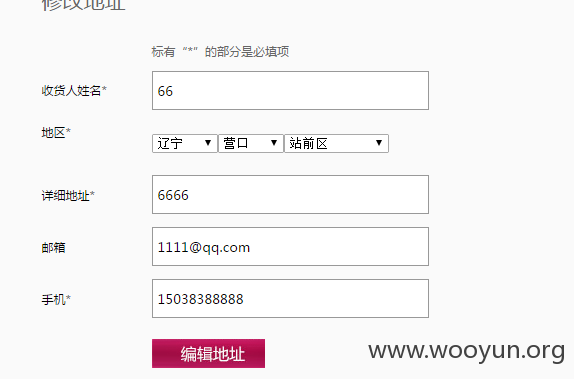 修改地址
标有“*”的部分是必填项
收货人姓名* 66
地区* 辽宁 营口 站前区
详细地址* 6666
邮箱 1111@qq.com
手机* 15038388888
编辑地址
www.wooyun.org